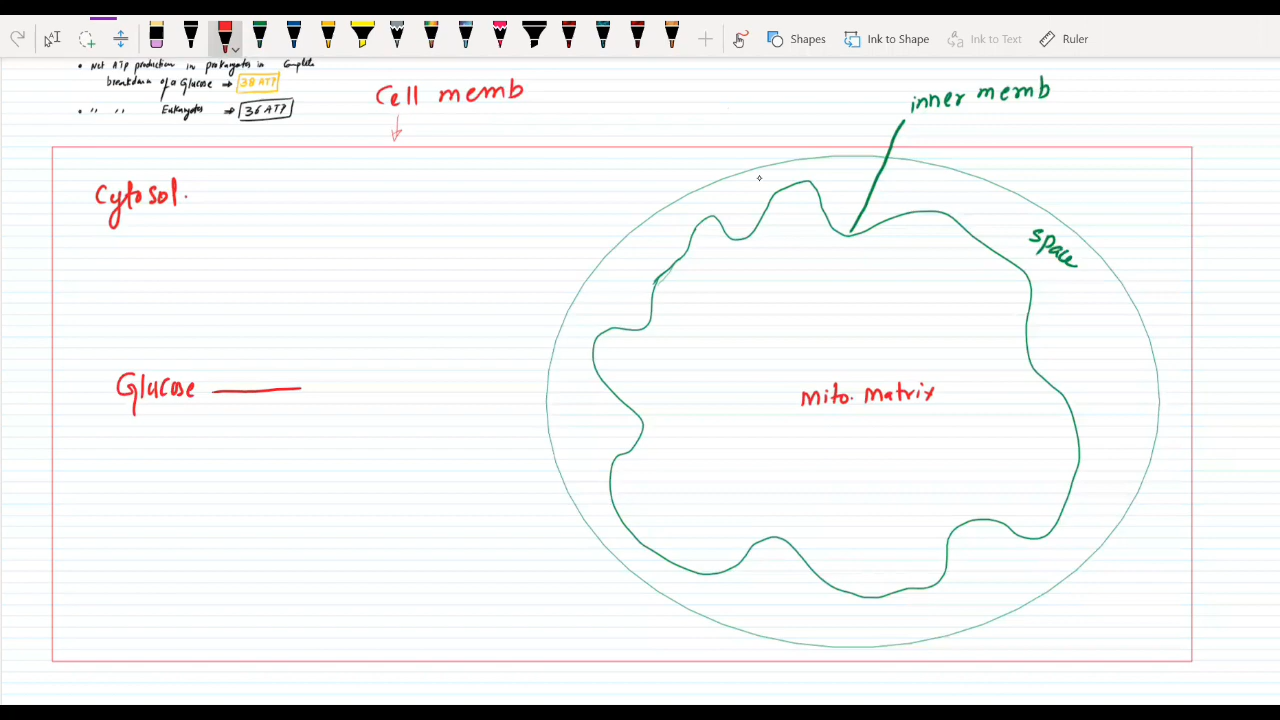 Shapes
Ink to Shape
Ink to Text
Ruler
• Net ATP production in prokaryotes in Complete
breakdown of a Glucose → 38 ATP
• " " Eukaryotes ⇒ 36 ATP
Cell memb
inner memb
Cytosol.
space
Glucose
Mito. Matrix